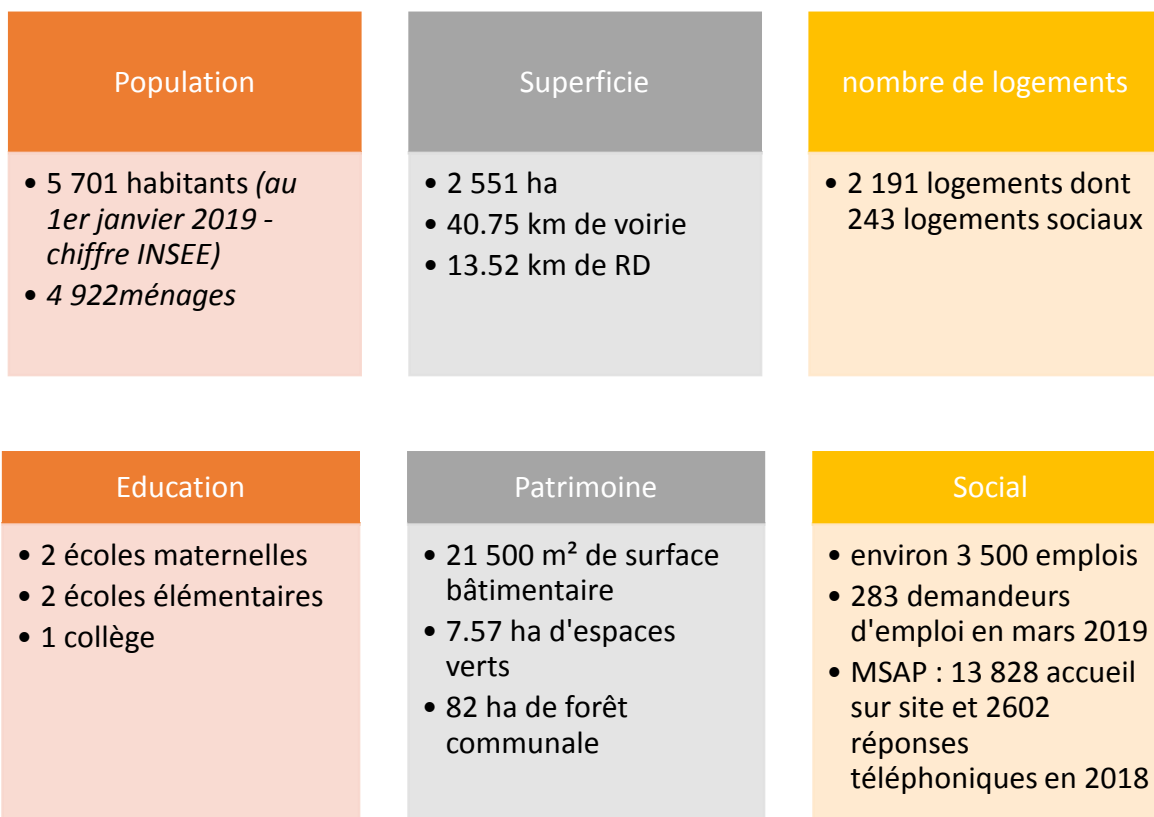 Population
• 5 701 habitants (au
1er janvier 2019 -
chiffre INSEE)
• 4 922ménages
Superficie
• 2 551 ha
• 40.75 km de voirie
• 13.52 km de RD
nombre de logements
• 2 191 logements dont
243 logements sociaux
Education
• 2 écoles maternelles
• 2 écoles élémentaires
• 1 collège
Patrimoine
• 21 500 m² de surface
bâtimentaire
• 7.57 ha d'espaces
verts
• 82 ha de forêt
communale
Social
• environ 3 500 emplois
• 283 demandeurs
d'emploi en mars 2019
• MSAP : 13 828 accueil
sur site et 2602
réponses
téléphoniques en 2018